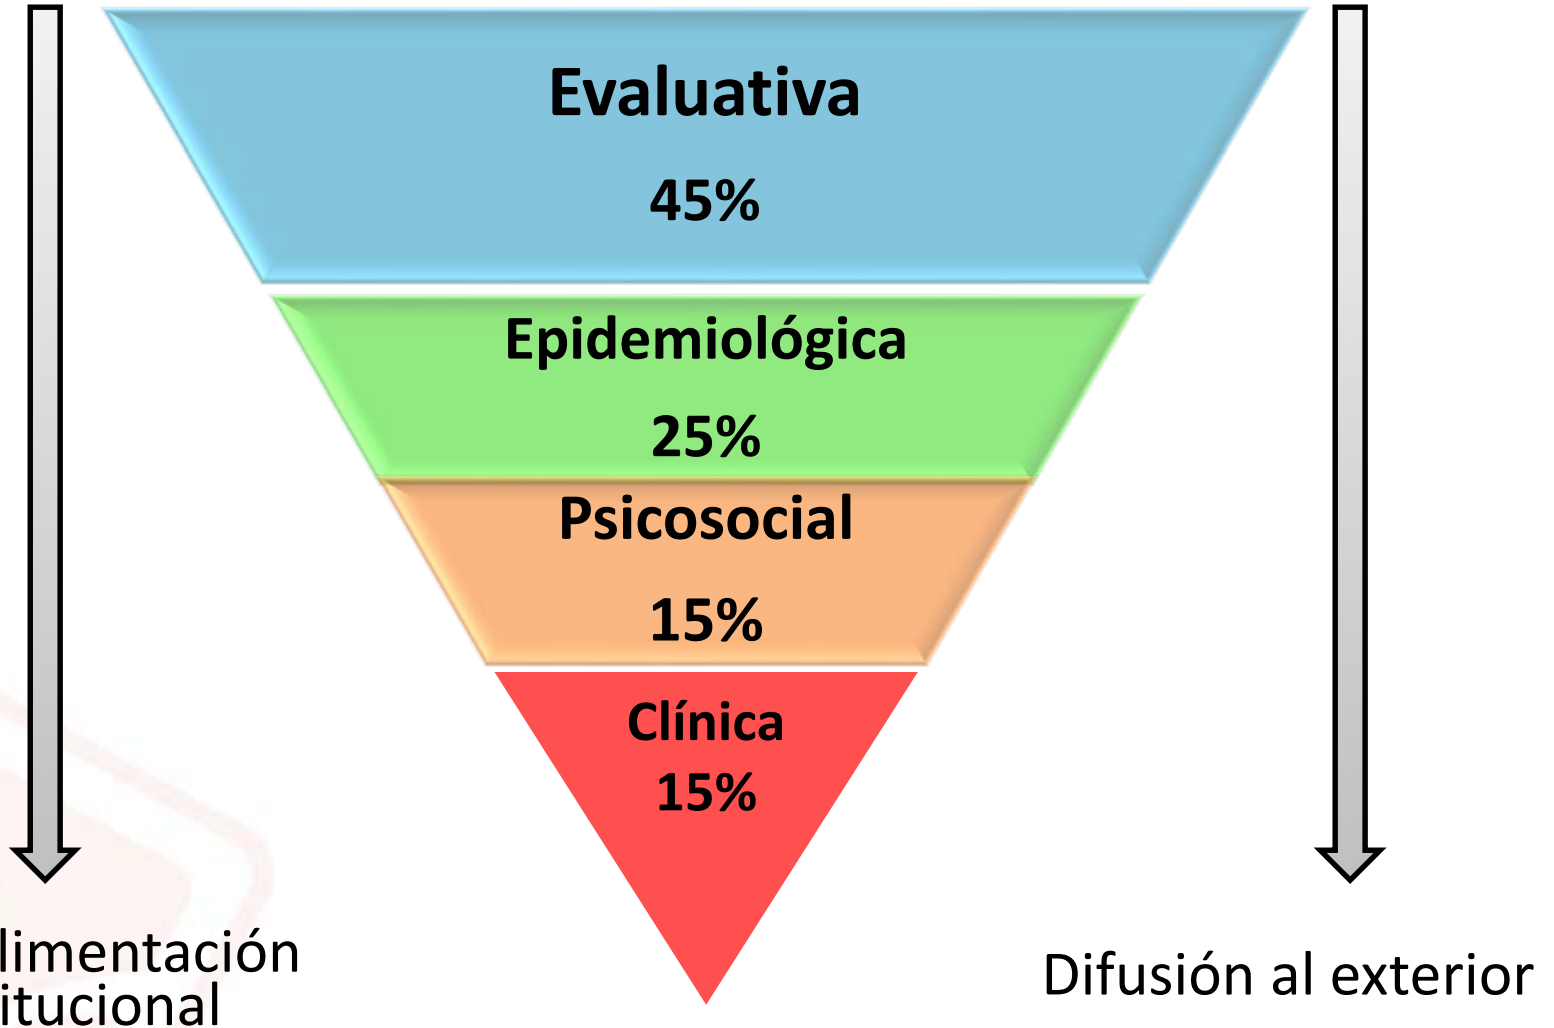 Evaluativa
45%
Epidemiológica
25%
Psicosocial
15%
Clínica
15%
limentación
itucional
Difusión al exterior